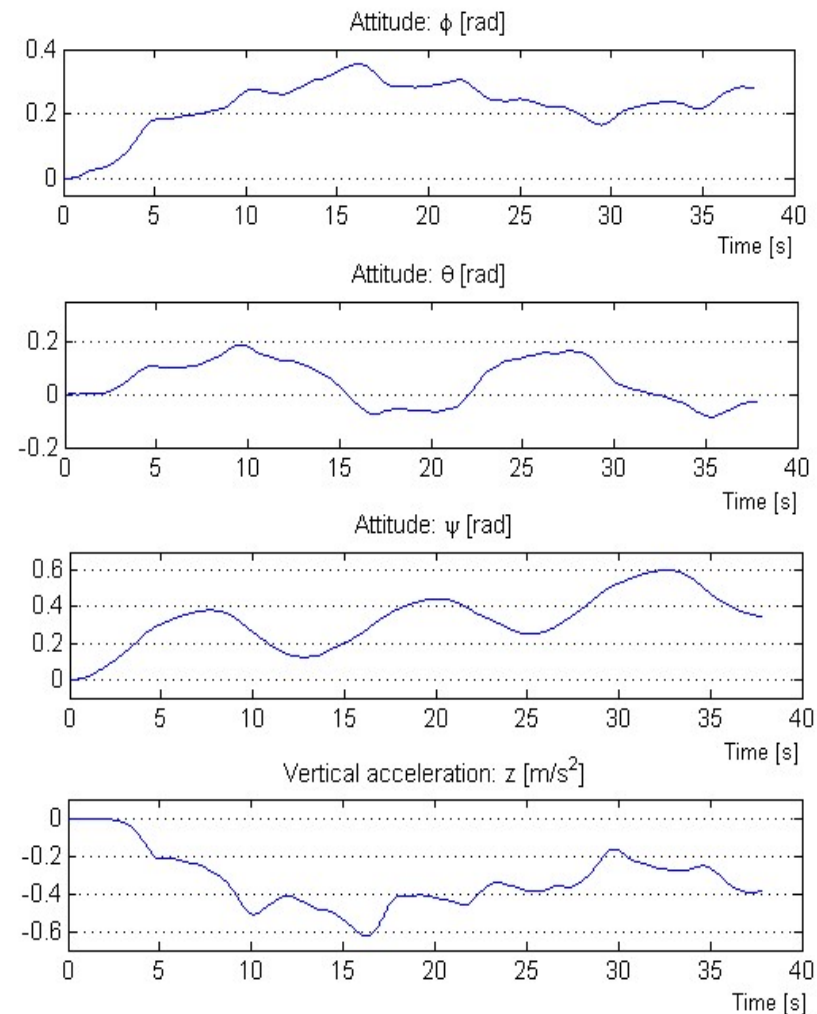 Attitude: φ [rad]
0.4
0.2
0
0 5 10 15 20 25 30 35 40
Time [s]
Attitude: θ [rad]
0.2
0
-0.2
0 5 10 15 20 25 30 35 40
Time [s]
Attitude: ψ [rad]
0.6
0.4
0.2
0
0 5 10 15 20 25 30 35 40
Time [s]
Vertical acceleration: z [m/s²]
0
-0.2
-0.4
-0.6
0 5 10 15 20 25 30 35 40
Time [s]